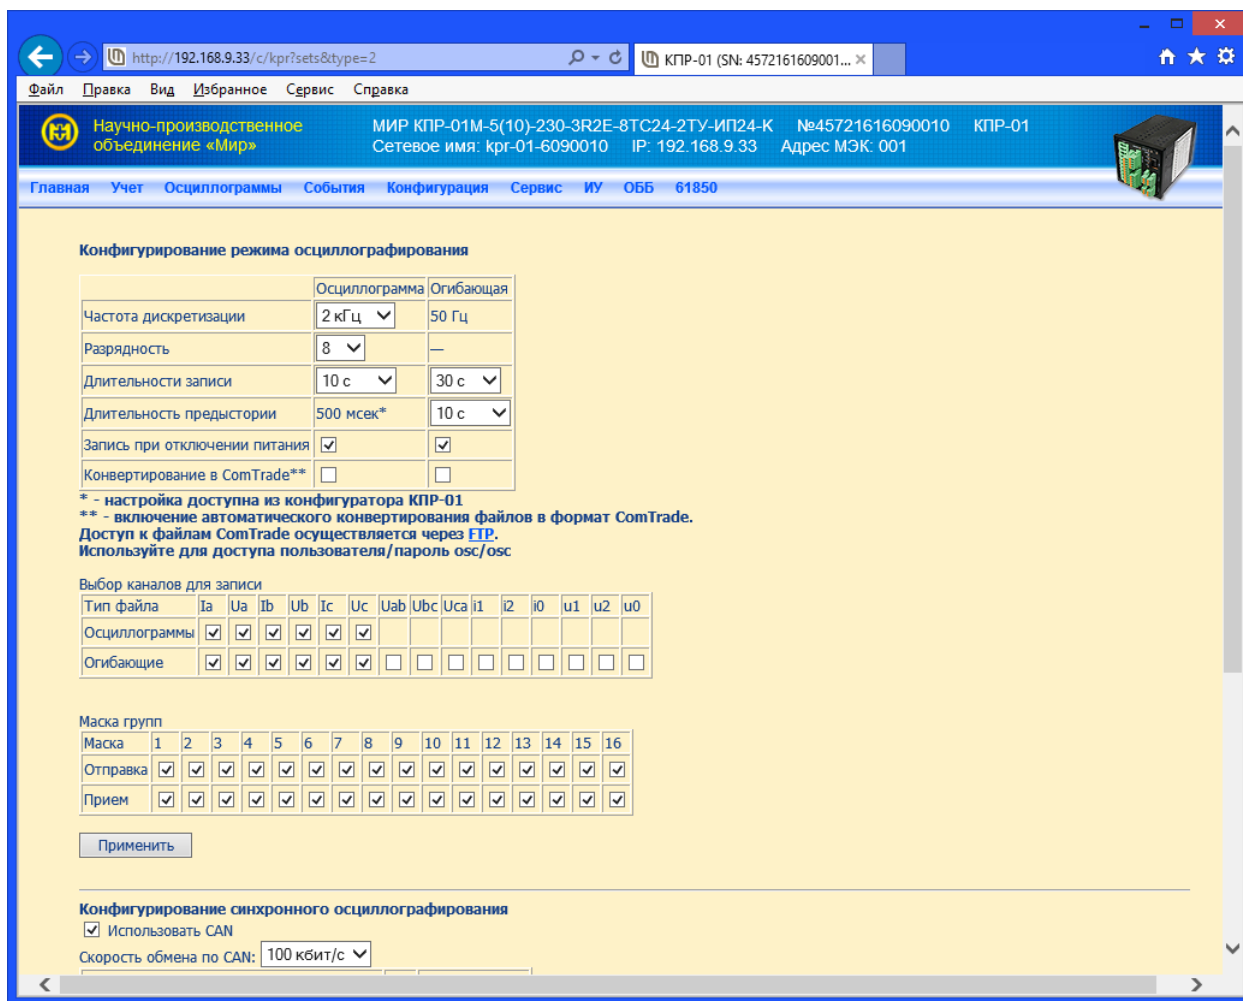 http://192.168.9.33/c/kpr?sets&type=2
КПР-01 (SN: 4572161609001...
Файл Правка Вид Избранное Сервис Справка
Научно-производственное объединение «Мир»
МИР КПР-01М-5(10)-230-3R2E-8ТС24-2ТУ-ИП24-К №45721616090010 КПР-01
Сетевое имя: kpr-01-6090010 IP: 192.168.9.33 Адрес МЭК: 001
Главная Учет Осциллограммы События Конфигурация Сервис ИУ ОББ 61850
Конфигурирование режима осциллографирования
Осциллограмма Огибающая
Частота дискретизации 2 кГц 50 Гц
Разрядность 8 —
Длительности записи 10 с 30 с
Длительность предыстории 500 мсек* 10 с
Запись при отключении питания
Конвертирование в ComTrade**
* - настройка доступна из конфигуратора КПР-01
** - включение автоматического конвертирования файлов в формат ComTrade.
Доступ к файлам ComTrade осуществляется через FTP.
Используйте для доступа пользователя/пароль osc/osc
Выбор каналов для записи
Тип файла Ia Ua Ib Ub Ic Uc Uab Ubc Uca i1 i2 i0 u1 u2 u0
Осциллограммы
Огибающие
Маска групп
Маска 1 2 3 4 5 6 7 8 9 10 11 12 13 14 15 16
Отправка
Прием
Применить
Конфигурирование синхронного осциллографирования
Использовать CAN
Скорость обмена по CAN: 100 кбит/с